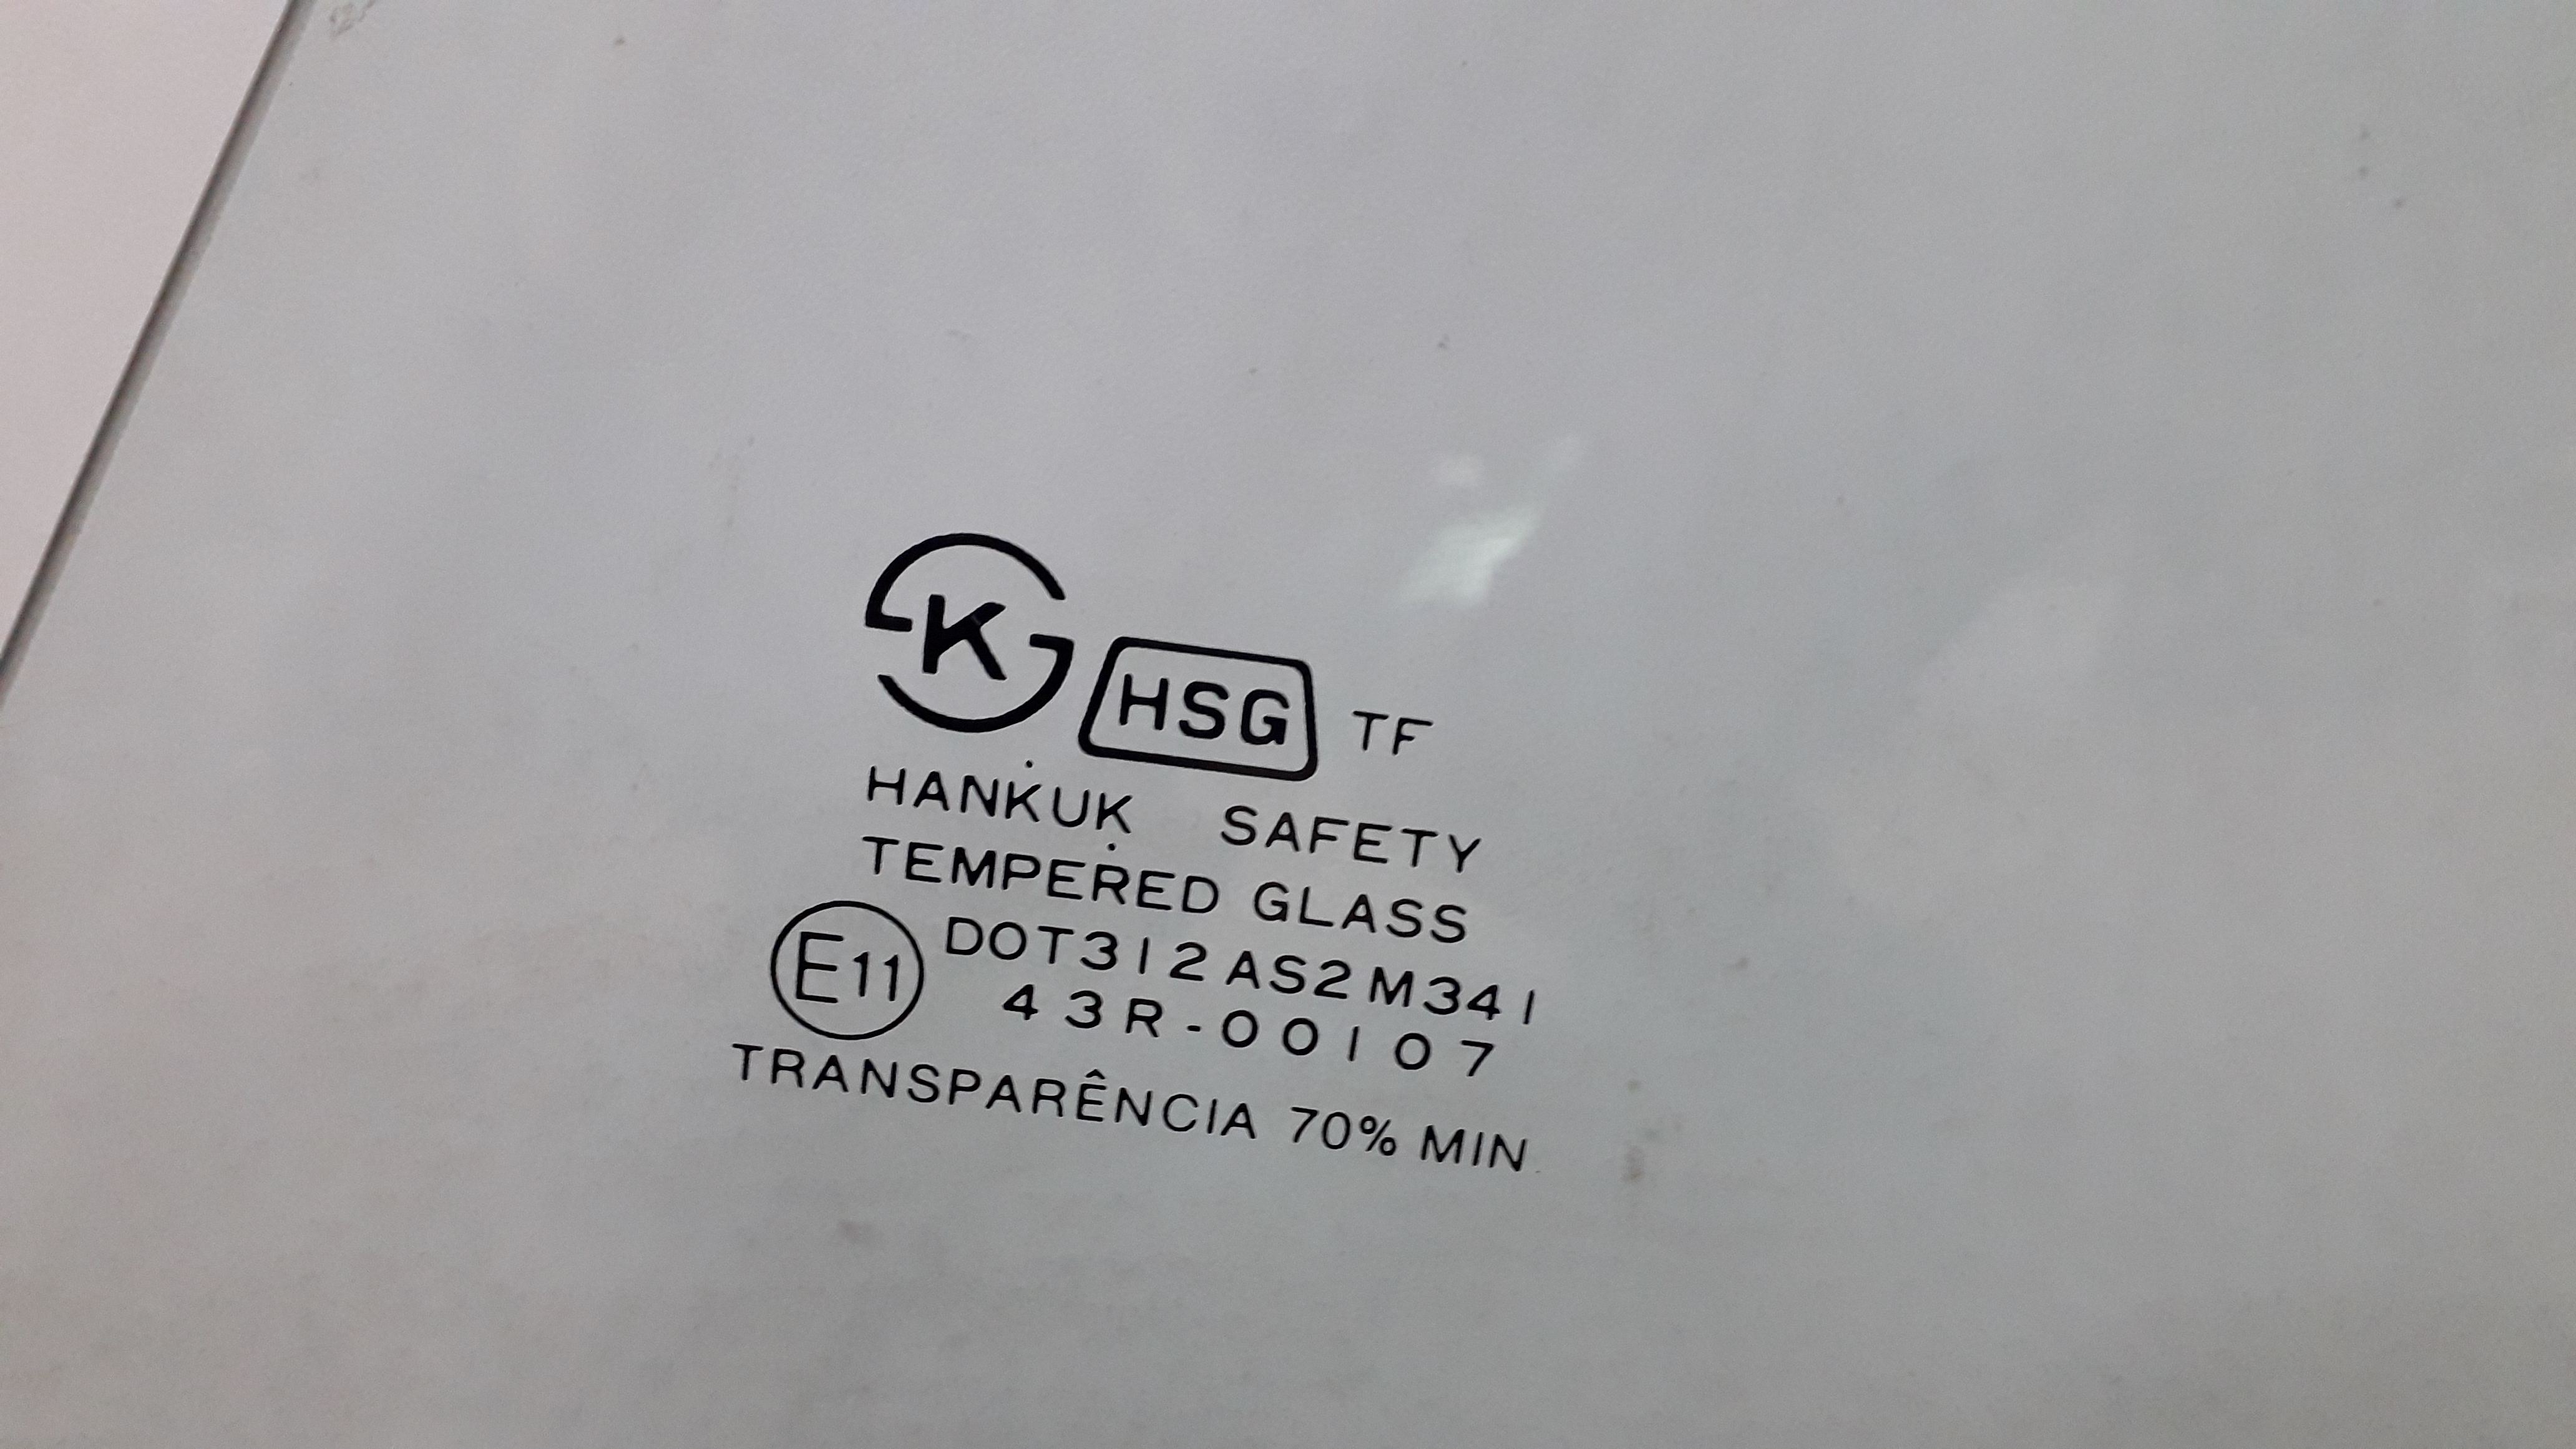 K HSG TF
HANKUK SAFETY
TEMPERED GLASS
E11 DOT312 AS2 M341
43R-00107
TRANSPARÊNCIA 70% MIN